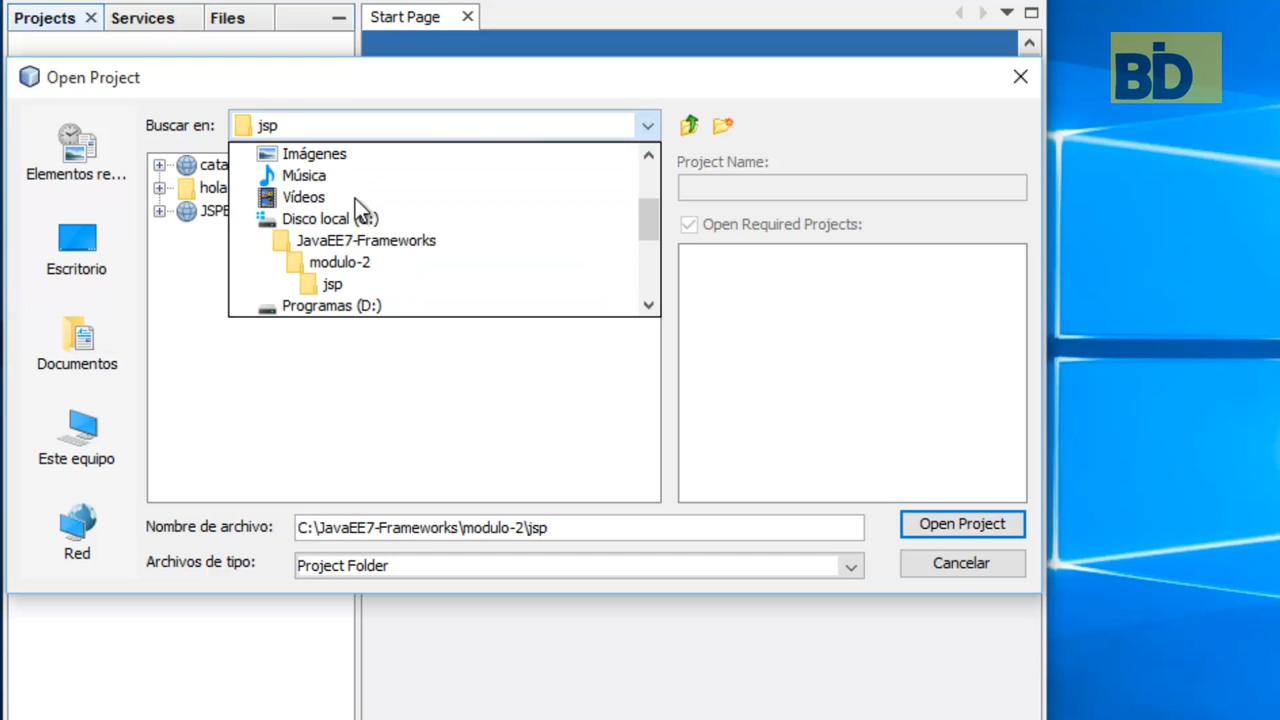 Projects
Services
Files
Start Page
BID
Open Project
Buscar en:
jsp
Elementos re...
Escritorio
Documentos
Este equipo
Red
cata
hola
JSPE
Imágenes
Música
Vídeos
Disco local
JavaEE7-Frameworks
modulo-2
jsp
Programas (D:)
Project Name:
Open Required Projects:
Nombre de archivo:
C:\JavaEE7-Frameworks\modulo-2\jsp
Open Project
Archivos de tipo:
Project Folder
Cancelar